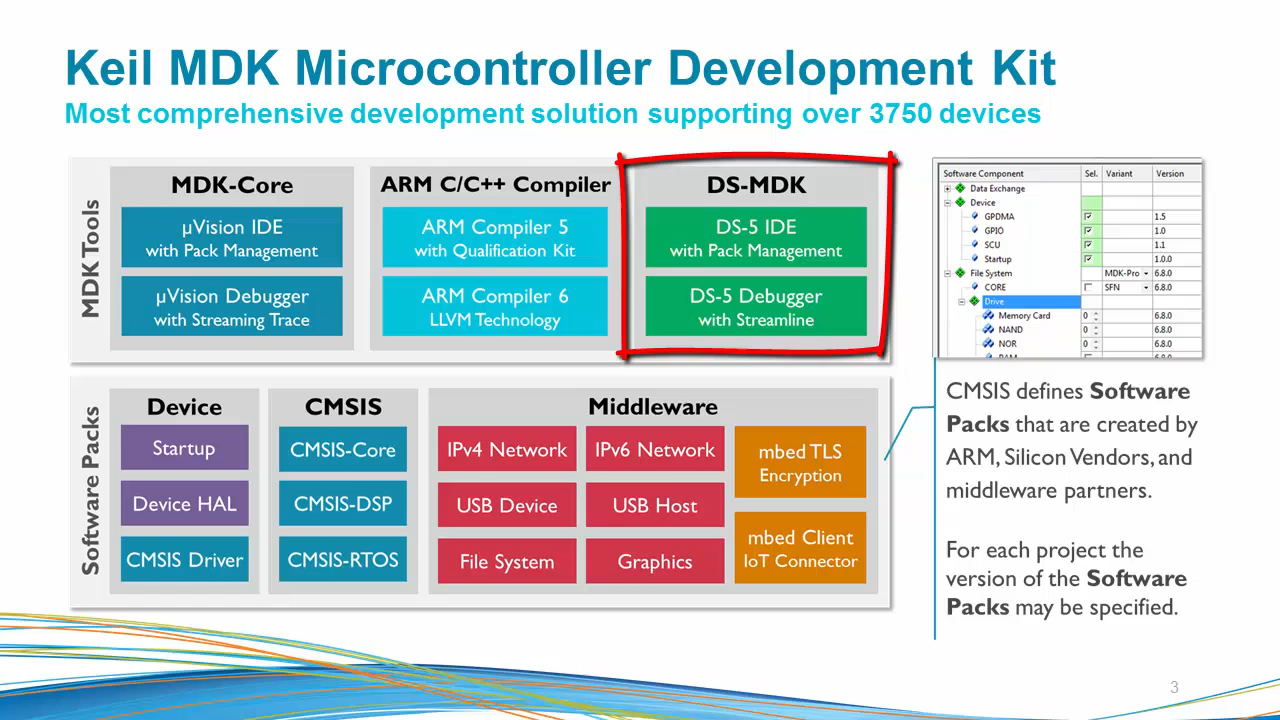 Keil MDK Microcontroller Development Kit
Most comprehensive development solution supporting over 3750 devices
MDK Tools
MDK-Core
µVision IDE
with Pack Management
µVision Debugger
with Streaming Trace
ARM C/C++ Compiler
ARM Compiler 5
with Qualification Kit
ARM Compiler 6
LLVM Technology
DS-MDK
DS-5 IDE
with Pack Management
DS-5 Debugger
with Streamline
Software Component Sel. Variant Version
Data Exchange
Device
GPDMA 1.5
GPIO 1.0
SCU 1.1
Startup 1.0.0
File System MDK-Pro 6.8.0
CORE SFN 6.8.0
Drive
Memory Card 0 6.8.0
NAND 0 6.8.0
NOR 0 6.8.0
Software Packs
Device
Startup
Device HAL
CMSIS Driver
CMSIS
CMSIS-Core
CMSIS-DSP
CMSIS-RTOS
Middleware
IPv4 Network
IPv6 Network
USB Device
USB Host
File System
Graphics
mbed TLS
Encryption
mbed Client
IoT Connector
CMSIS defines Software
Packs that are created by
ARM, Silicon Vendors, and
middleware partners.
For each project the
version of the Software
Packs may be specified.
3